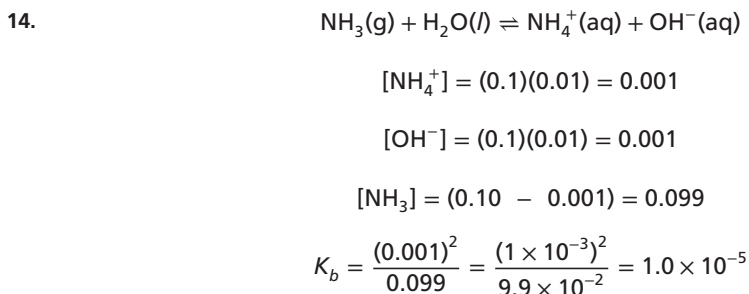 14. NH₃(g) + H₂O(l) ⇌ NH₄⁺(aq) + OH⁻(aq)
[NH₄⁺] = (0.1)(0.01) = 0.001
[OH⁻] = (0.1)(0.01) = 0.001
[NH₃] = (0.10 − 0.001) = 0.099
K_b = (0.001)²/0.099 = (1 × 10⁻³)²/9.9 × 10⁻² = 1.0 × 10⁻⁵